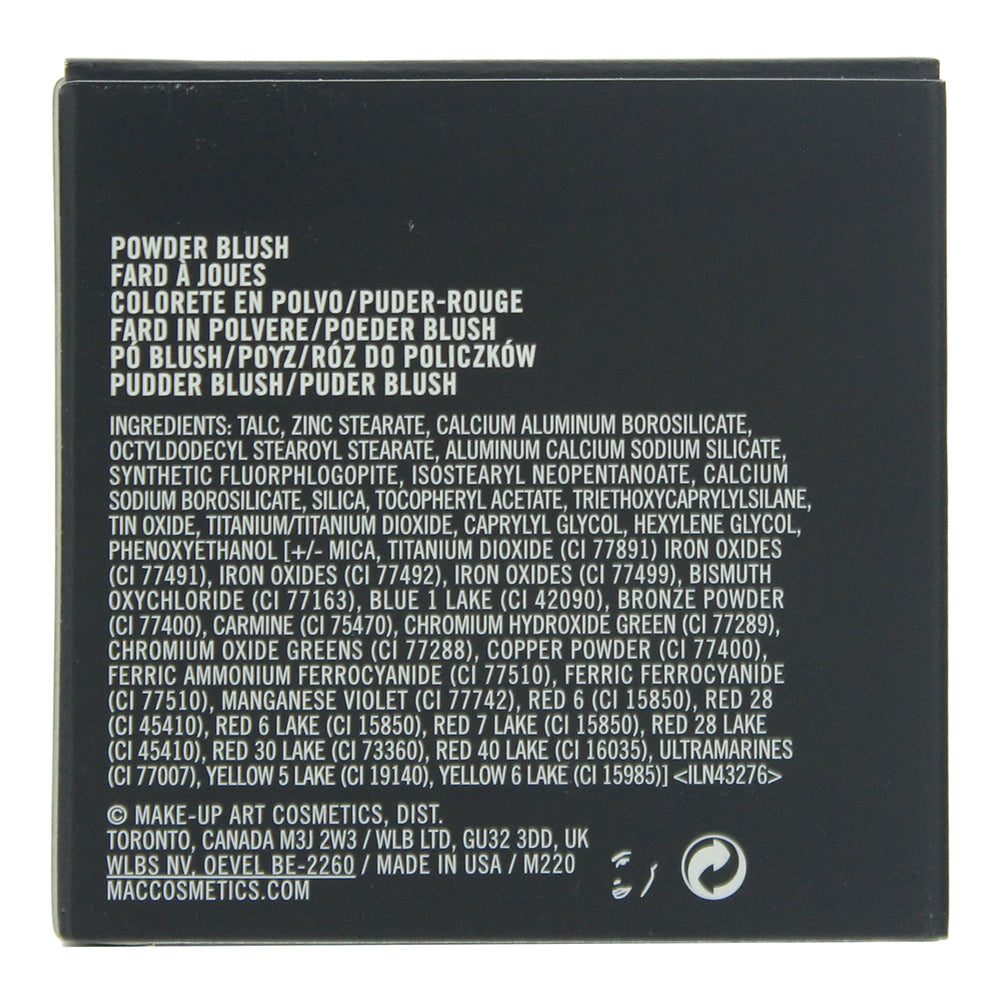 POWDER BLUSH
FARD À JOUES
COLORETE EN POLVO/PUDER-ROUGE
FARD IN POLVERE/POEDER BLUSH
PÓ BLUSH/ΡΟΥΖ/RÓŻ DO POLICZKÓW
PUDDER BLUSH/PUDER BLUSH
INGREDIENTS: TALC, ZINC STEARATE, CALCIUM ALUMINUM BOROSILICATE,
OCTYLDODECYL STEAROYL STEARATE, ALUMINUM CALCIUM SODIUM SILICATE,
SYNTHETIC FLUORPHLOGOPITE, ISOSTEARYL NEOPENTANOATE, CALCIUM
SODIUM BOROSILICATE, SILICA, TOCOPHERYL ACETATE, TRIETHOXYCAPRYLYLSILANE,
TIN OXIDE, TITANIUM/TITANIUM DIOXIDE, CAPRYLYL GLYCOL, HEXYLENE GLYCOL,
PHENOXYETHANOL [+/- MICA, TITANIUM DIOXIDE (CI 77891) IRON OXIDES
(CI 77491), IRON OXIDES (CI 77492), IRON OXIDES (CI 77499), BISMUTH
OXYCHLORIDE (CI 77163), BLUE 1 LAKE (CI 42090), BRONZE POWDER
(CI 77400), CARMINE (CI 75470), CHROMIUM HYDROXIDE GREEN (CI 77289),
CHROMIUM OXIDE GREENS (CI 77288), COPPER POWDER (CI 77400),
FERRIC AMMONIUM FERROCYANIDE (CI 77510), FERRIC FERROCYANIDE
(CI 77510), MANGANESE VIOLET (CI 77742), RED 6 (CI 15850), RED 28
(CI 45410), RED 6 LAKE (CI 15850), RED 7 LAKE (CI 15850), RED 28 LAKE
(CI 45410), RED 30 LAKE (CI 73360), RED 40 LAKE (CI 16035), ULTRAMARINES
(CI 77007), YELLOW 5 LAKE (CI 19140), YELLOW 6 LAKE (CI 15985)] <ILN43276>
© MAKE-UP ART COSMETICS, DIST.
TORONTO, CANADA M3J 2W3 / WLB LTD, GU32 3DD, UK
WLBS NV. OEVEL BE-2260 / MADE IN USA / M220
MACCOSMETICS.COM